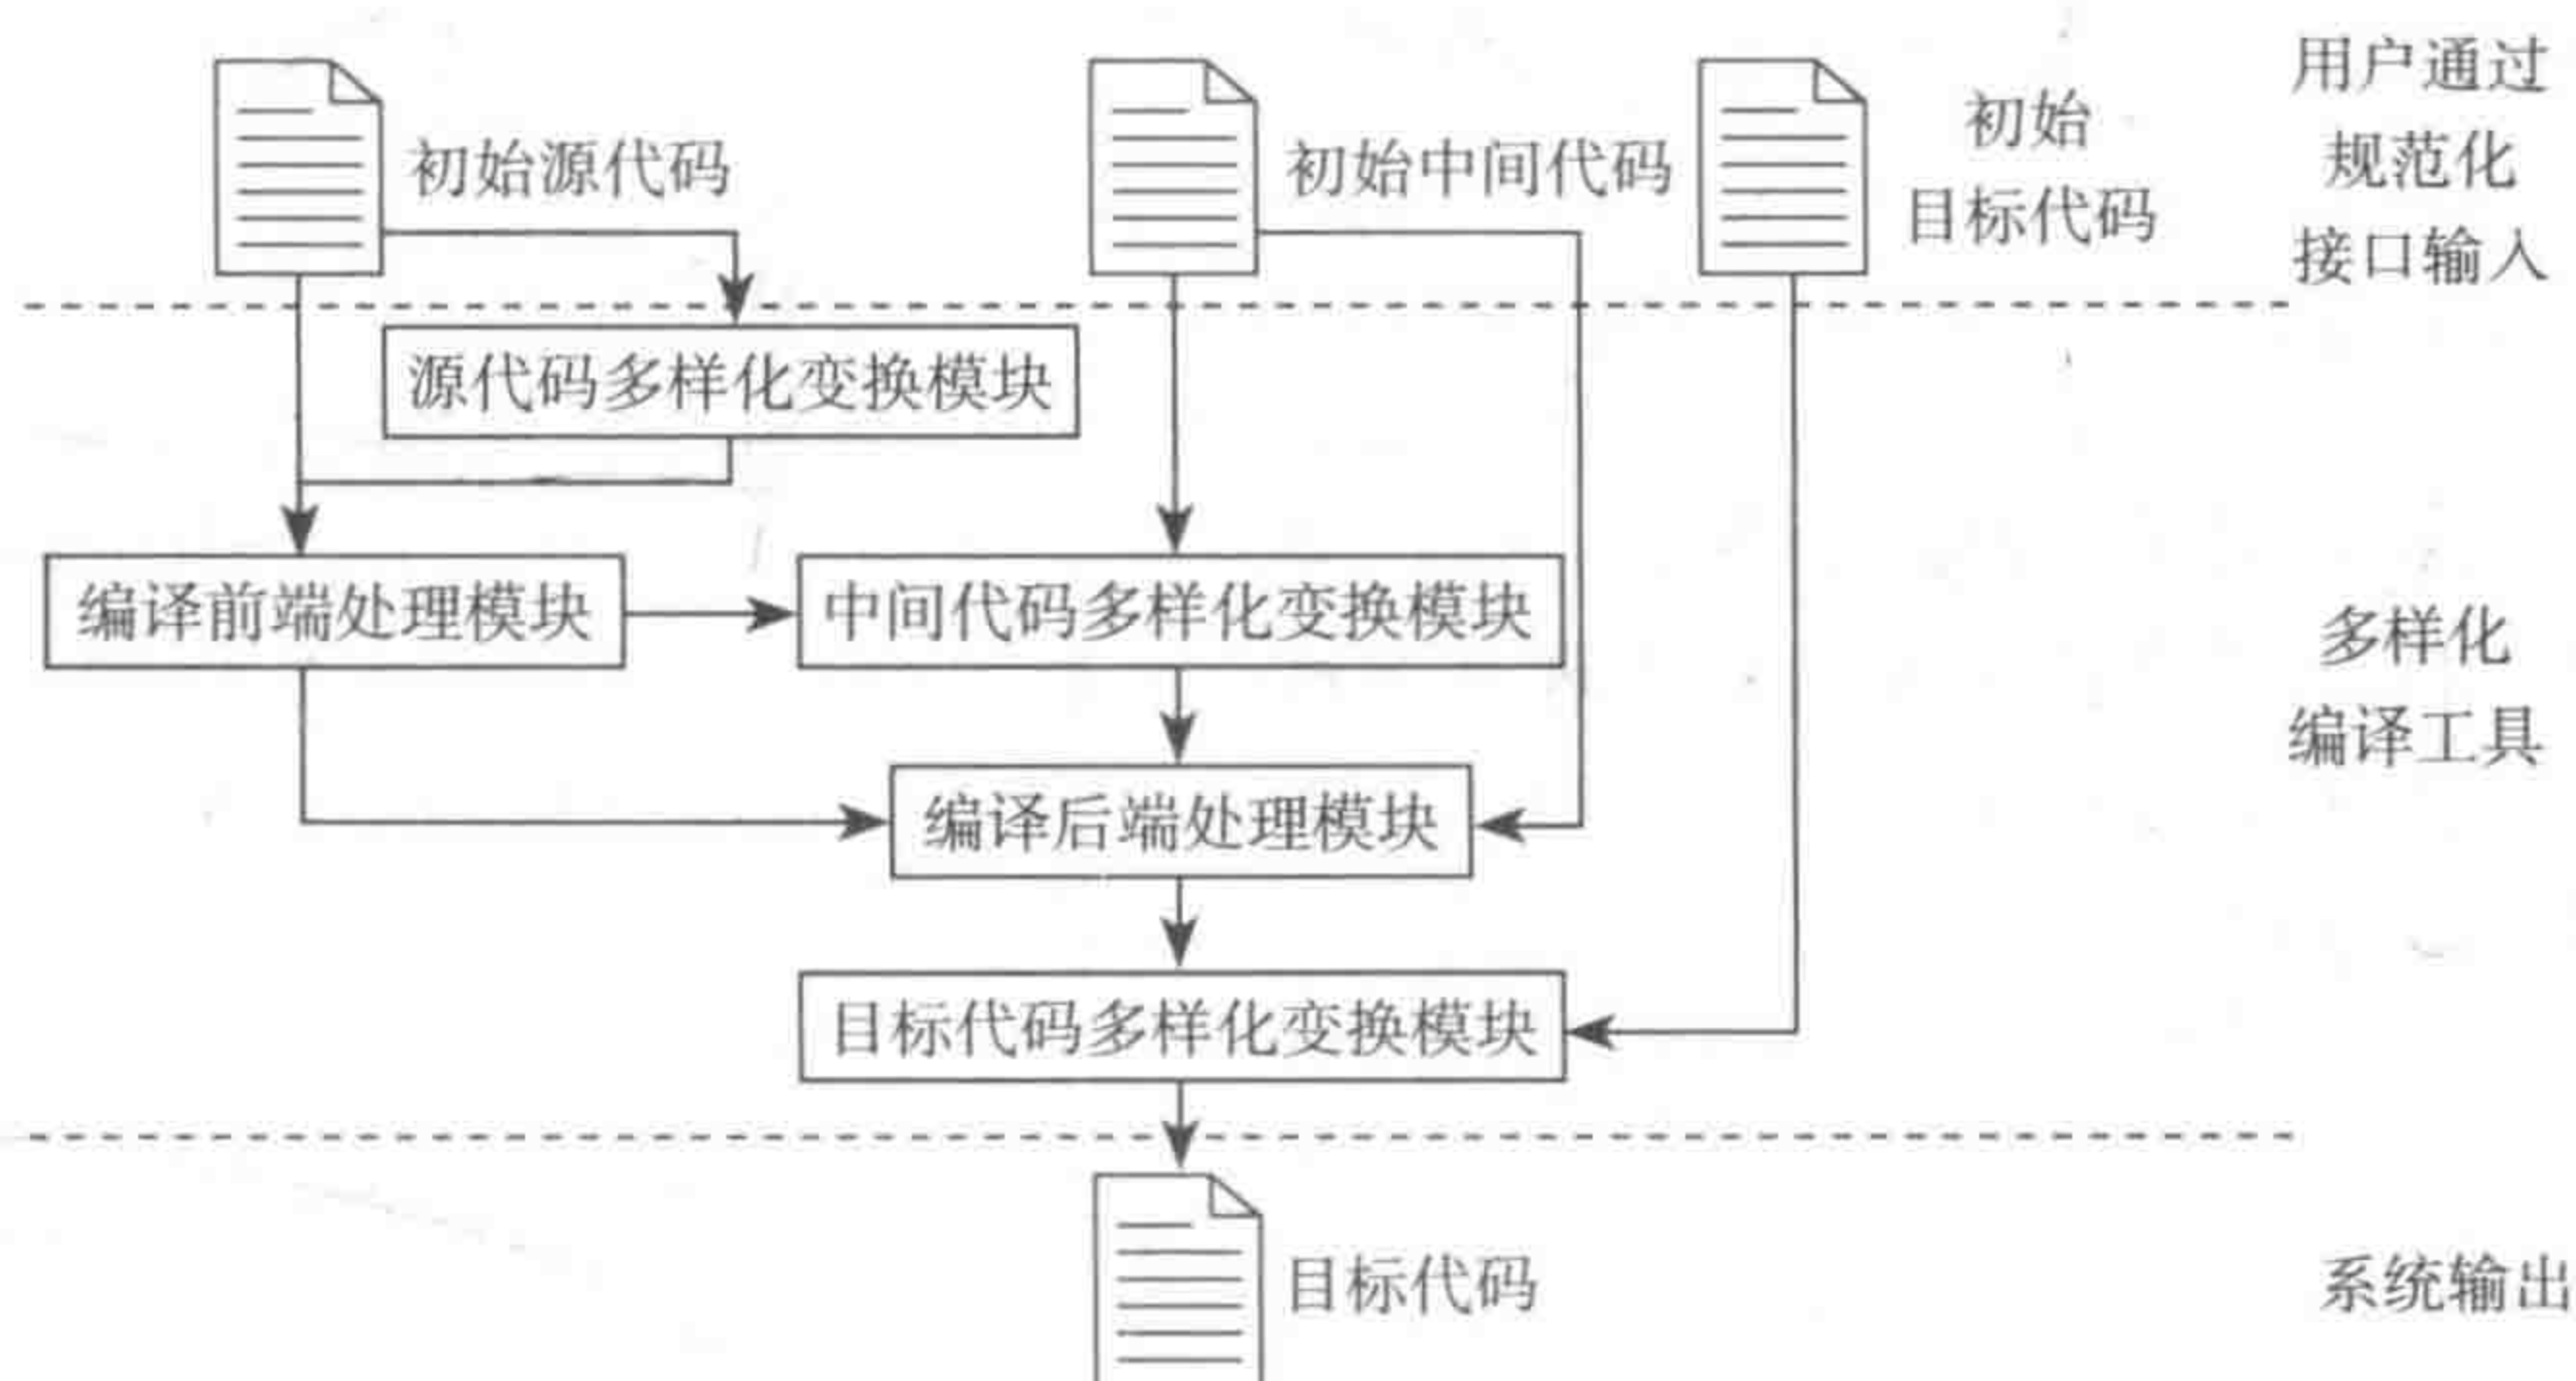 用户通过
规范化
接口输入
初始源代码
初始中间代码
初始
目标代码
源代码多样化变换模块
编译前端处理模块
中间代码多样化变换模块
多样化
编译工具
编译后端处理模块
目标代码多样化变换模块
目标代码
系统输出